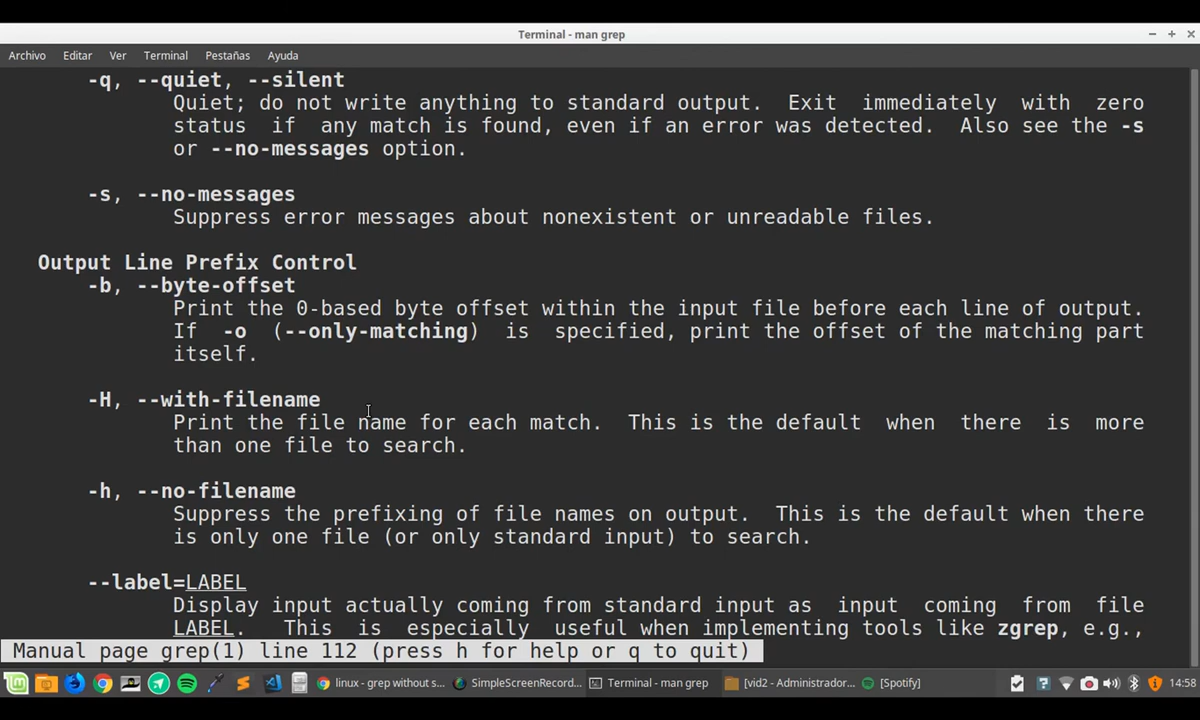 Terminal - man grep
Archivo Editar Ver Terminal Pestañas Ayuda
-q, --quiet, --silent
Quiet; do not write anything to standard output. Exit immediately with zero
status if any match is found, even if an error was detected. Also see the -s
or --no-messages option.
-s, --no-messages
Suppress error messages about nonexistent or unreadable files.
Output Line Prefix Control
-b, --byte-offset
Print the 0-based byte offset within the input file before each line of output.
If -o (--only-matching) is specified, print the offset of the matching part
itself.
-H, --with-filename
Print the file name for each match. This is the default when there is more
than one file to search.
-h, --no-filename
Suppress the prefixing of file names on output. This is the default when there
is only one file (or only standard input) to search.
--label=LABEL
Display input actually coming from standard input as input coming from file
LABEL. This is especially useful when implementing tools like zgrep, e.g.,
Manual page grep(1) line 112 (press h for help or q to quit)
linux - grep without s... SimpleScreenRecord... Terminal - man grep [vid2 - Administrador... [Spotify] 14:58